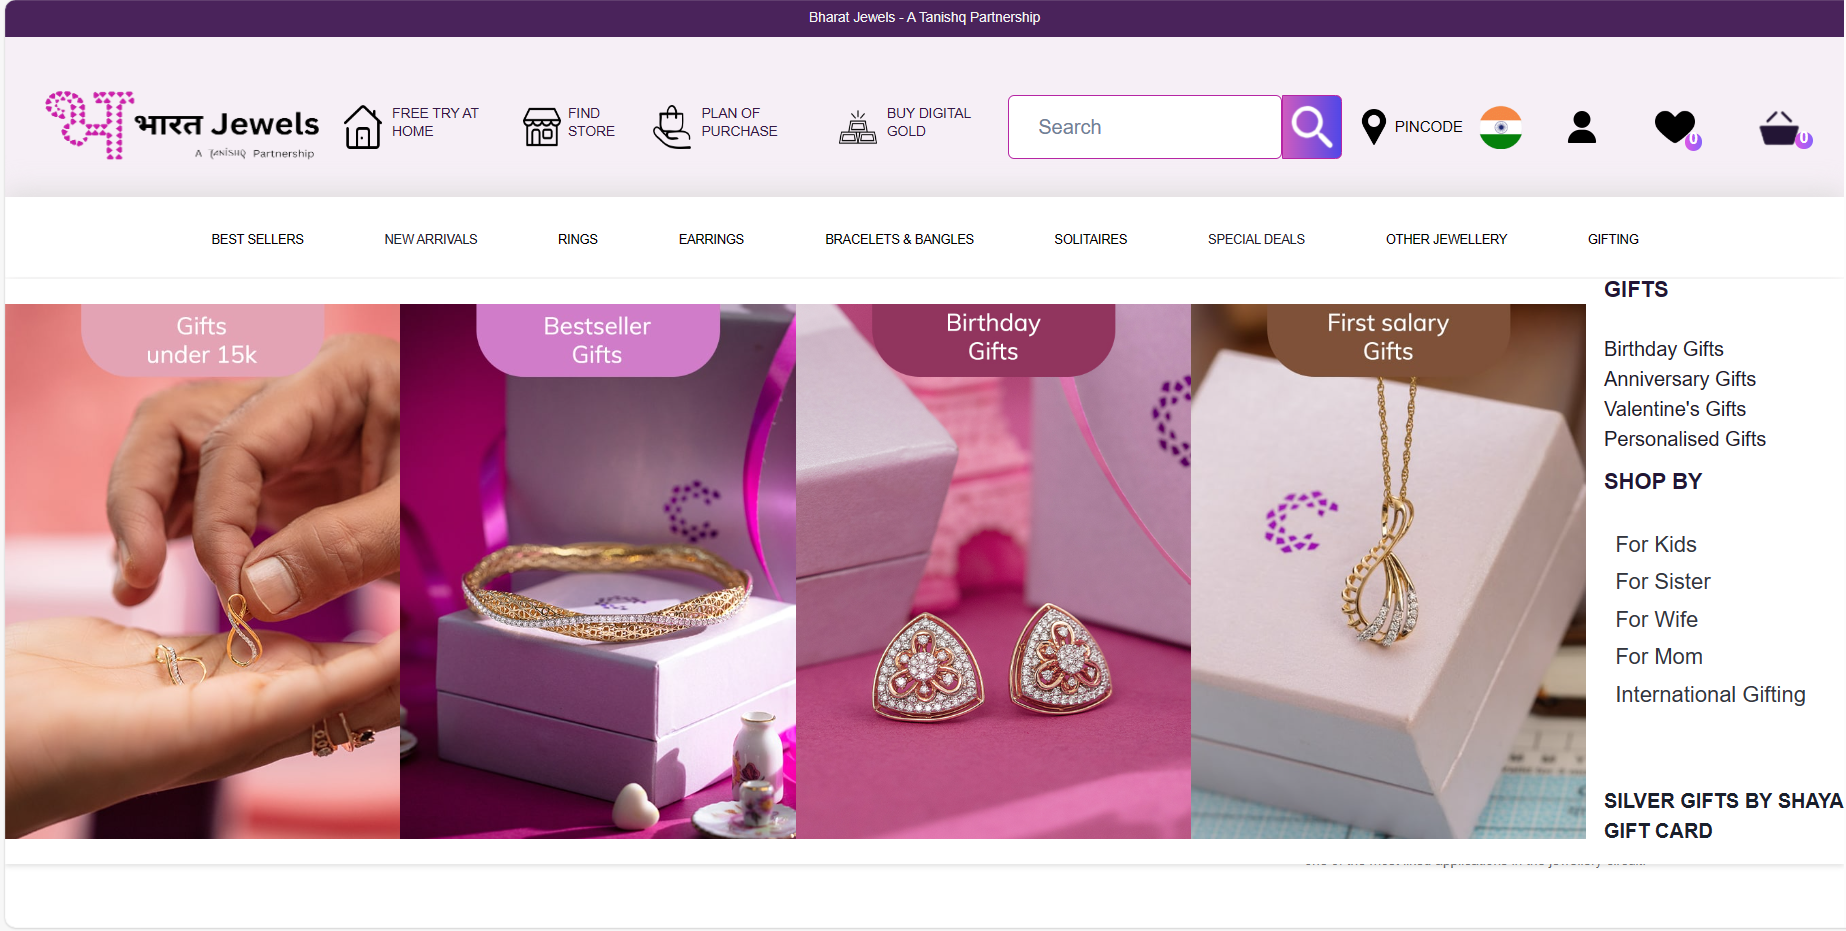 Bharat Jewels - A Tanishq Partnership
भा
भारत Jewels
A TANISHQ Partnership
FREE TRY AT
HOME
FIND
STORE
PLAN OF
PURCHASE
BUY DIGITAL
GOLD
Search
PINCODE
0
0
BEST SELLERS
NEW ARRIVALS
RINGS
EARRINGS
BRACELETS & BANGLES
SOLITAIRES
SPECIAL DEALS
OTHER JEWELLERY
GIFTING
Gifts
under 15k
Bestseller
Gifts
Birthday
Gifts
First salary
Gifts
GIFTS
Birthday Gifts
Anniversary Gifts
Valentine's Gifts
Personalised Gifts
SHOP BY
For Kids
For Sister
For Wife
For Mom
International Gifting
SILVER GIFTS BY SHAYA
GIFT CARD